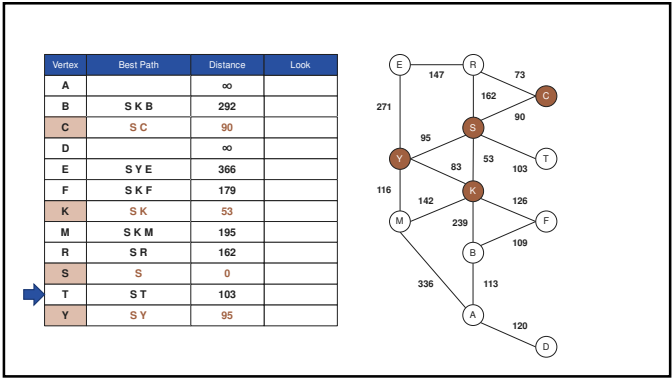 Vertex Best Path Distance Look
A ∞
B S K B 292
C S C 90
D ∞
E S Y E 366
F S K F 179
K S K 53
M S K M 195
R S R 162
S S 0
T S T 103
Y S Y 95
E R
147 73
C
271 162 90
S
95
Y 83 53 103 T
K
116 142 126
M 239 F
109
B
336 113
A
120
D